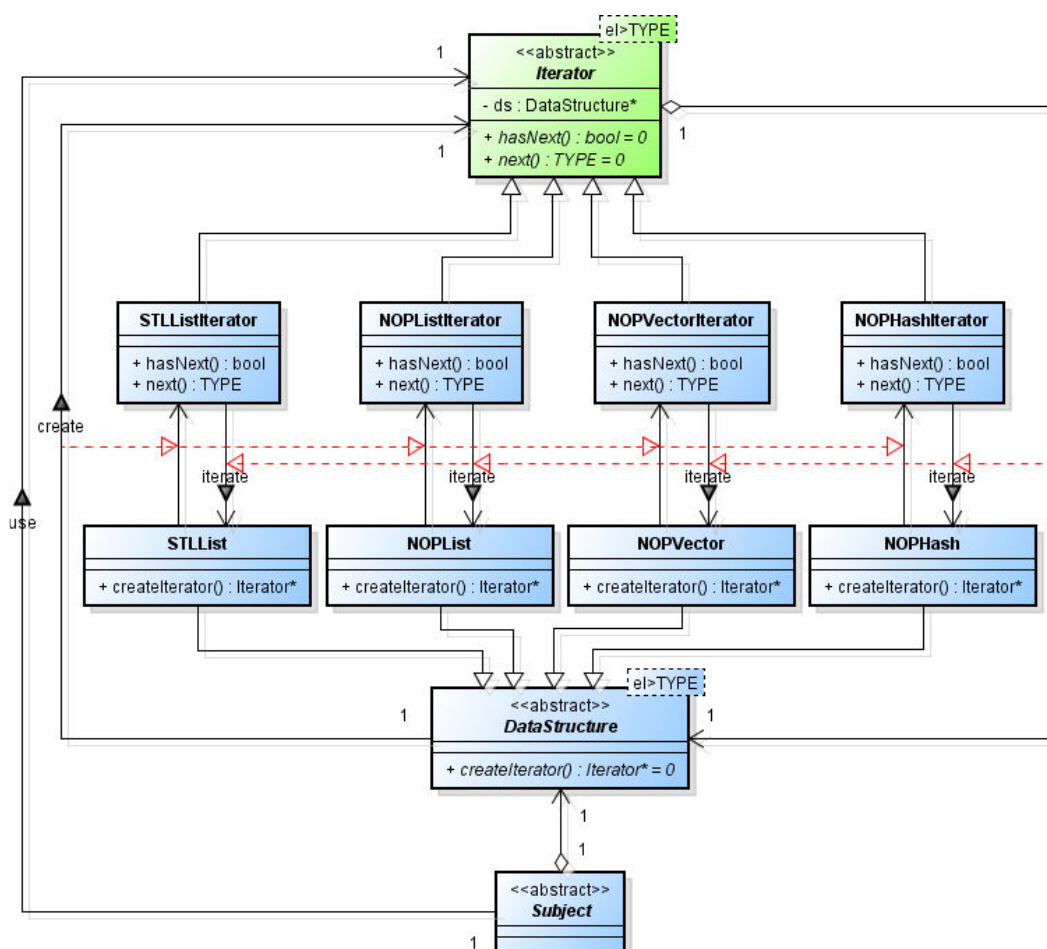 el>TYPE
<<abstract>>
Iterator
- ds : DataStructure*
+ hasNext() : bool = 0
+ next() : TYPE = 0
1
1
1
STLListIterator
+ hasNext() : bool
+ next() : TYPE
NOPListIterator
+ hasNext() : bool
+ next() : TYPE
NOPVectorIterator
+ hasNext() : bool
+ next() : TYPE
NOPHashIterator
+ hasNext() : bool
+ next() : TYPE
create
iterate
iterate
iterate
iterate
use
STLList
+ createIterator() : Iterator*
NOPList
+ createIterator() : Iterator*
NOPVector
+ createIterator() : Iterator*
NOPHash
+ createIterator() : Iterator*
el>TYPE
<<abstract>>
DataStructure
+ createIterator() : Iterator* = 0
1
1
1
1
<<abstract>>
Subject
1